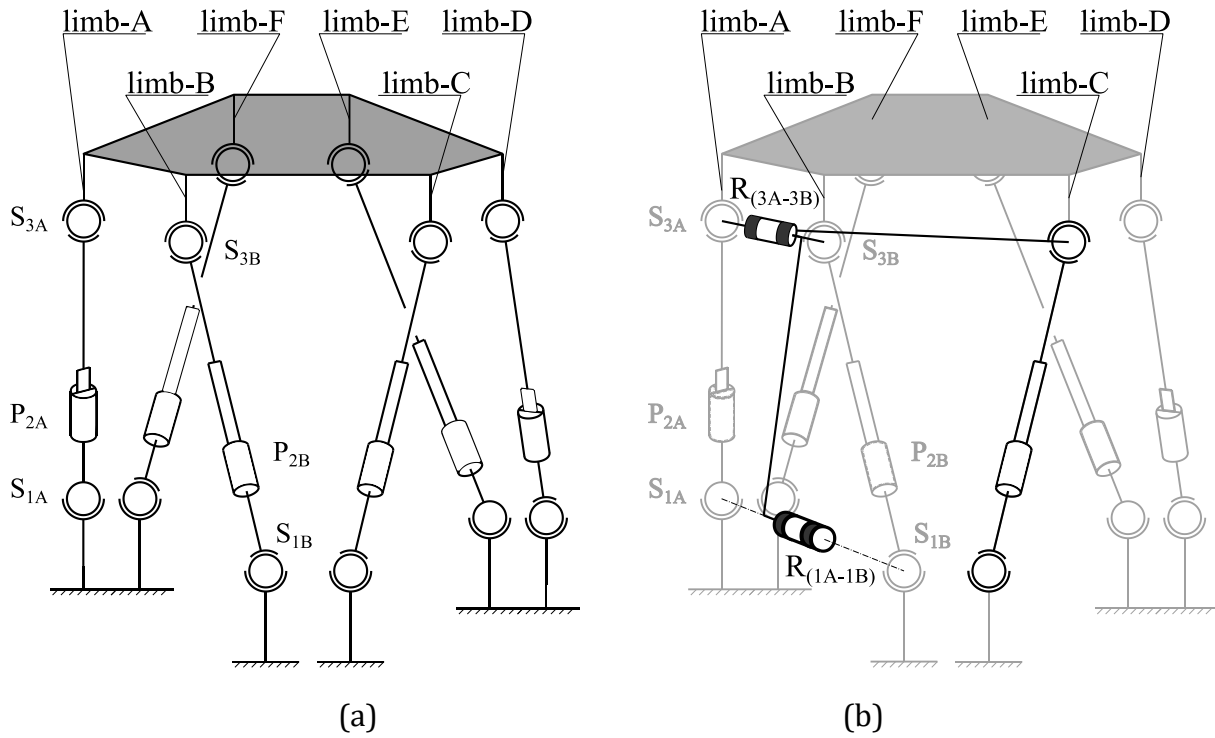 limb-A
limb-F
limb-E
limb-D
limb-B
limb-C
S3A
S3B
P2A
P2B
S1A
S1B
(a)
limb-A
limb-F
limb-E
limb-D
limb-B
limb-C
R(3A-3B)
S3A
S3B
P2A
P2B
S1A
S1B
R(1A-1B)
(b)